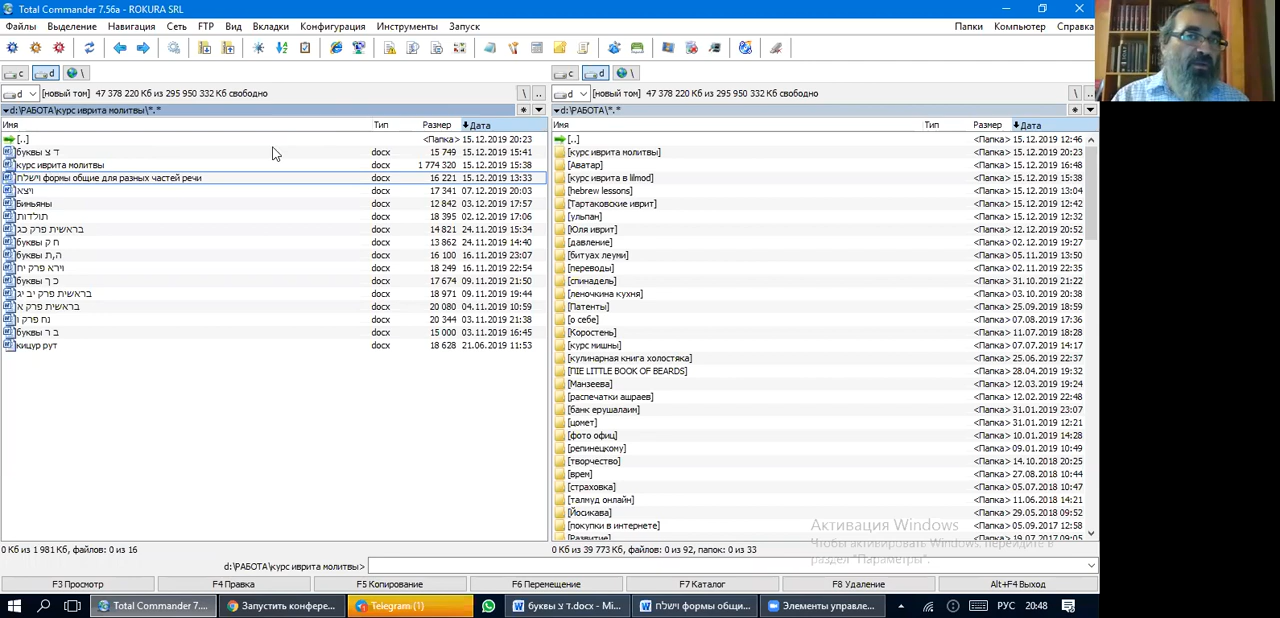 Total Commander 7.56a - ROKURA SRL
Файлы Выделение Навигация Сеть FTP Вид Вкладки Конфигурация Инструменты Запуск Папки Компьютер Справка
c d \ c d \
d [новый том] 47 378 220 Кб из 295 950 332 Кб свободно \ .. d [новый том] 47 378 220 Кб из 295 950 332 Кб свободно \ ..
d:\РАБОТА\курс иврита молитвы\*.* * d:\РАБОТА\*.* *
Имя Тип Размер Дата Имя Тип Размер Дата
[..] <Папка> 15.12.2019 20:23 [..] <Папка> 15.12.2019 12:46
буквы ד צ docx 15 749 15.12.2019 15:41 [курс иврита молитвы] <Папка> 15.12.2019 20:23
курс иврита молитвы docx 1 774 320 15.12.2019 15:38 [Аватар] <Папка> 15.12.2019 16:48
וישלח формы общие для разных частей речи docx 16 221 15.12.2019 13:33 [курс иврита в lilmod] <Папка> 15.12.2019 15:38
ויצא docx 17 341 07.12.2019 20:03 [hebrew lessons] <Папка> 15.12.2019 13:04
Биньяны docx 12 842 03.12.2019 17:57 [Тартаковские иврит] <Папка> 15.12.2019 12:42
תולדות docx 18 395 02.12.2019 17:06 [ульпан] <Папка> 15.12.2019 12:32
בראשית פרק כג docx 14 821 24.11.2019 15:34 [Юля иврит] <Папка> 12.12.2019 20:52
буквы ח ק docx 13 862 24.11.2019 14:40 [давление] <Папка> 02.12.2019 19:27
буквы ה,ת docx 16 100 16.11.2019 23:07 [битуах леуми] <Папка> 05.11.2019 13:50
וירא פרק יח docx 18 249 16.11.2019 22:54 [переводы] <Папка> 02.11.2019 22:35
буквы כ ך docx 17 674 09.11.2019 21:50 [спинадель] <Папка> 31.10.2019 21:22
בראשית פרק יב יג docx 18 971 09.11.2019 19:44 [леночкина кухня] <Папка> 03.10.2019 20:38
בראשית פרק א docx 20 080 04.11.2019 10:59 [Патенты] <Папка> 25.09.2019 18:59
נח פרק ו docx 20 344 03.11.2019 21:38 [о себе] <Папка> 07.08.2019 17:36
буквы ב ר docx 15 000 03.11.2019 16:45 [Коростень] <Папка> 11.07.2019 18:28
кицур рут docx 18 628 21.06.2019 11:53 [курс мишны] <Папка> 07.07.2019 14:17
[кулинарная книга холостяка] <Папка> 25.06.2019 22:37
[ПIE LITTLE BOOK OF BEARDS] <Папка> 28.04.2019 19:32
[Манзеева] <Папка> 12.03.2019 19:24
[распечатки ашраев] <Папка> 12.02.2019 22:48
[банк ерушалаим] <Папка> 31.01.2019 23:07
[цомет] <Папка> 31.01.2019 12:21
[фото офиц] <Папка> 10.01.2019 14:28
[репинецкому] <Папка> 09.01.2019 10:49
[творчество] <Папка> 14.10.2018 20:25
[врем] <Папка> 27.08.2018 10:44
[страховка] <Папка> 05.07.2018 10:47
[талмуд онлайн] <Папка> 11.06.2018 14:21
[Йосикава] <Папка> 29.05.2018 09:52
[покупки в интернете] <Папка> 05.09.2017 12:58
[Развитие] <Папка> 19.07.2017 09:05
Активация Windows
Чтобы активировать Windows, перейдите в
раздел "Параметры".
0 Кб из 1 981 Кб, файлов: 0 из 16 0 Кб из 39 773 Кб, файлов: 0 из 92, папок: 0 из 33
d:\РАБОТА\курс иврита молитвы>
F3 Просмотр F4 Правка F5 Копирование F6 Перемещение F7 Каталог F8 Удаление Alt+F4 Выход
Total Commander 7.... Запустить конфере... Telegram (1) буквы ד צ.docx - Mi... וישלח формы общи... Элементы управле... РУС 20:48